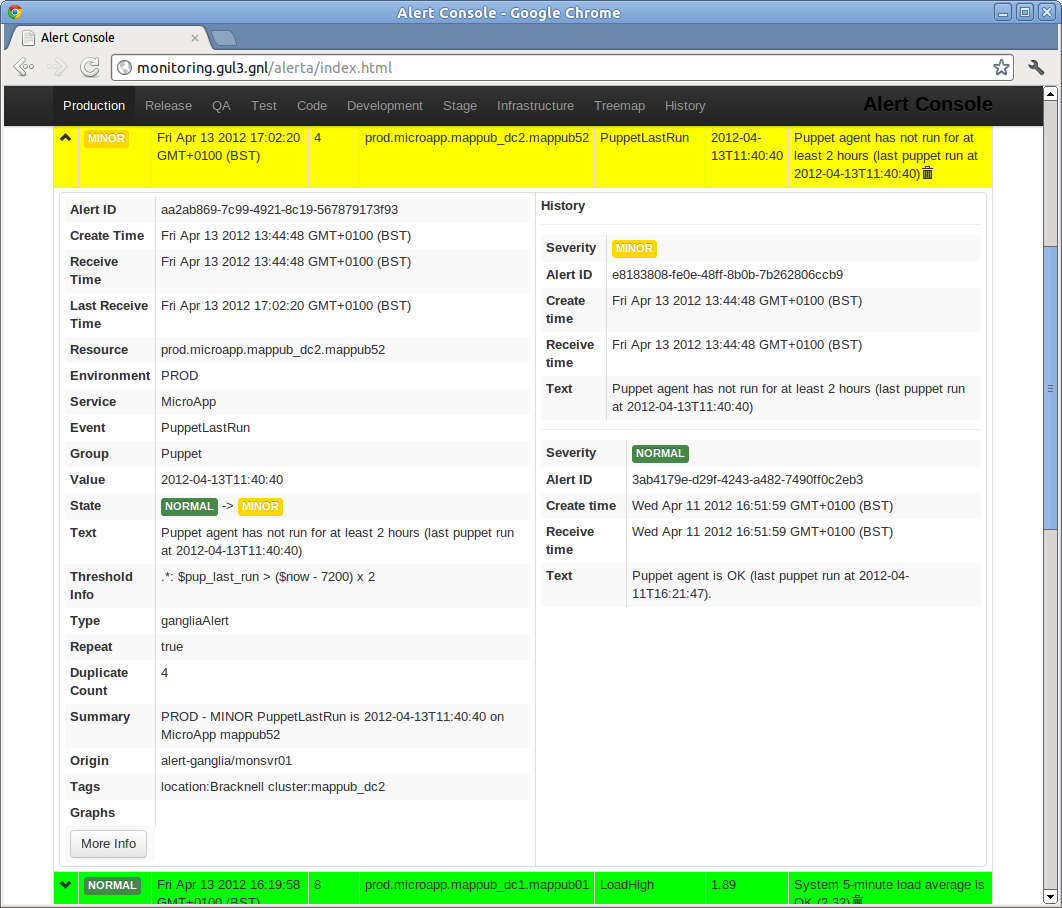 Alert Console - Google Chrome
Alert Console
monitoring.gul3.gnl/alerta/index.html
Production Release QA Test Code Development Stage Infrastructure Treemap History Alert Console
MINOR Fri Apr 13 2012 17:02:20 4 prod.microapp.mappub_dc2.mappub52 PuppetLastRun 2012-04- Puppet agent has not run for at
GMT+0100 (BST) 13T11:40:40 least 2 hours (last puppet run at
2012-04-13T11:40:40)
Alert ID aa2ab869-7c99-4921-8c19-567879173f93
Create Time Fri Apr 13 2012 13:44:48 GMT+0100 (BST)
Receive Fri Apr 13 2012 13:44:48 GMT+0100 (BST)
Time
Last Receive Fri Apr 13 2012 17:02:20 GMT+0100 (BST)
Time
Resource prod.microapp.mappub_dc2.mappub52
Environment PROD
Service MicroApp
Event PuppetLastRun
Group Puppet
Value 2012-04-13T11:40:40
State NORMAL -> MINOR
Text Puppet agent has not run for at least 2 hours (last puppet run
at 2012-04-13T11:40:40)
Threshold .*: $pup_last_run > ($now - 7200) x 2
Info
Type gangliaAlert
Repeat true
Duplicate 4
Count
Summary PROD - MINOR PuppetLastRun is 2012-04-13T11:40:40 on
MicroApp mappub52
Origin alert-ganglia/monsvr01
Tags location:Bracknell cluster:mappub_dc2
Graphs
More Info
History
Severity MINOR
Alert ID e8183808-fe0e-48ff-8b0b-7b262806ccb9
Create Fri Apr 13 2012 13:44:48 GMT+0100 (BST)
time
Receive Fri Apr 13 2012 13:44:48 GMT+0100 (BST)
time
Text Puppet agent has not run for at least 2 hours (last puppet run
at 2012-04-13T11:40:40)
Severity NORMAL
Alert ID 3ab4179e-d29f-4243-a482-7490ff0c2eb3
Create time Wed Apr 11 2012 16:51:59 GMT+0100 (BST)
Receive Wed Apr 11 2012 16:51:59 GMT+0100 (BST)
time
Text Puppet agent is OK (last puppet run at 2012-04-
11T16:21:47).
NORMAL Fri Apr 13 2012 16:19:58 8 prod.microapp.mappub_dc1.mappub01 LoadHigh 1.89 System 5-minute load average is
GMT+0100 (BST) OK (2.32)